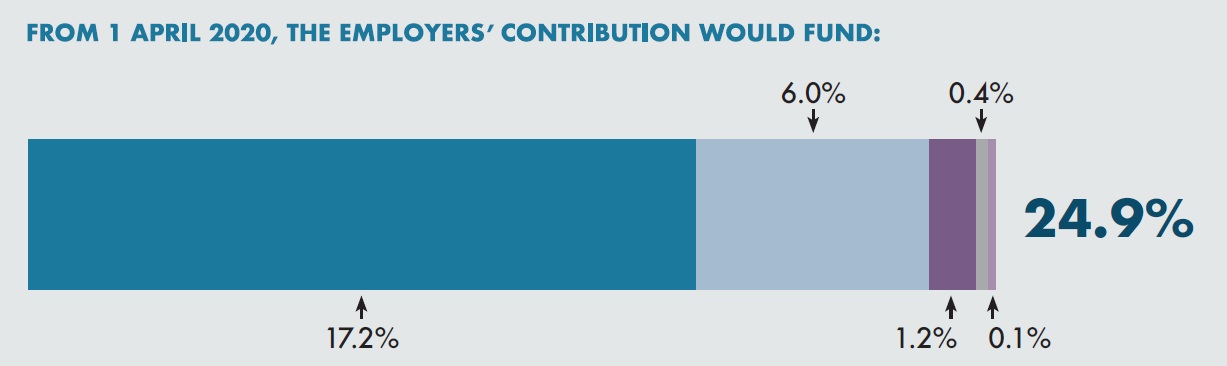 FROM 1 APRIL 2020, THE EMPLOYERS’ CONTRIBUTION WOULD FUND:
6.0% 0.4%
24.9%
17.2% 1.2% 0.1%